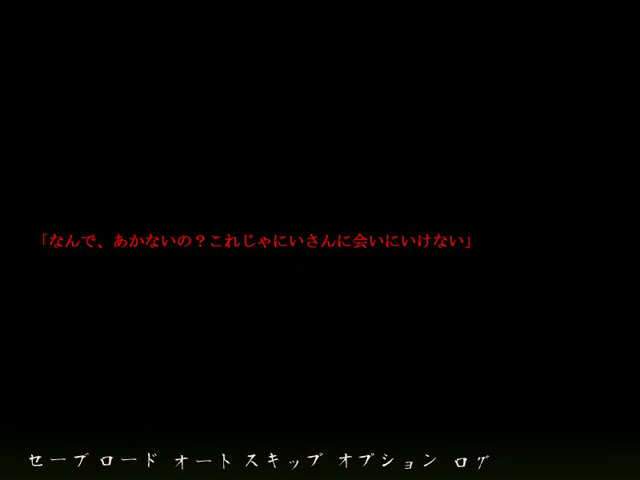 「なんで、あかないの？これじゃにいさんに会いにいけない」
セーブ ロード オート スキップ オプション ログ